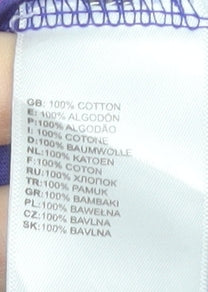 GB: 100% COTTON
E: 100% ALGODÓN
P:100% ALGODÃO
I: 100% COTONE
D:100% BAUMWOLLE
NL:100% KATOEN
F:100% COTON
RU:100% ХЛОПОК
TR:100% PAMUK
GR:100% BAMBAKI
PL:100% BAWEŁNA
CZ:100% BAVLNA
SK:100% BAVLNA